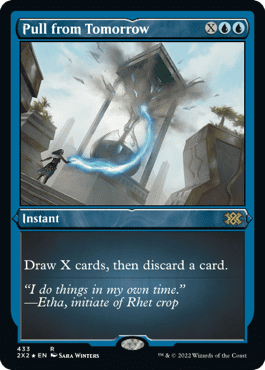 Pull from Tomorrow X
Instant
Draw X cards, then discard a card.
“I do things in my own time.”
—Etha, initiate of Rhet crop
433 R
2X2 ★ EN SARA WINTERS ™ & © 2022 Wizards of the Coast